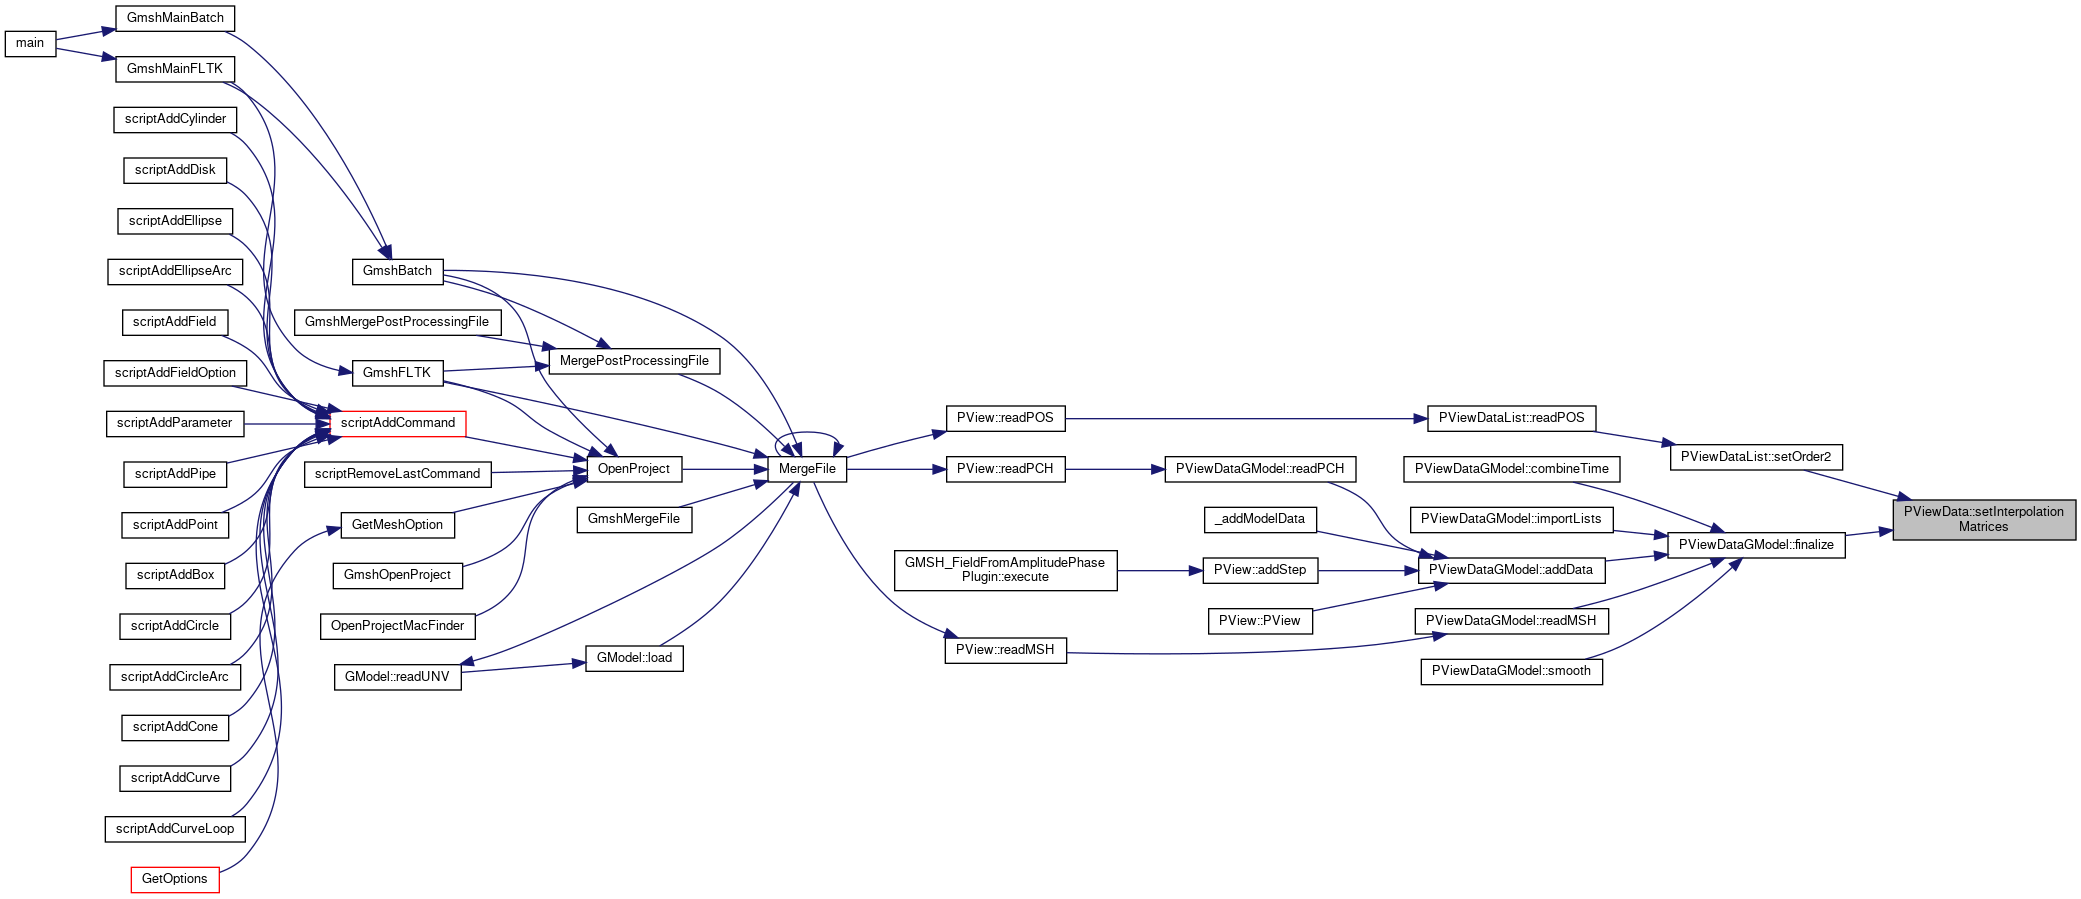 main
GmshMainBatch
GmshMainFLTK
scriptAddCylinder
scriptAddDisk
scriptAddEllipse
scriptAddEllipseArc
scriptAddField
scriptAddFieldOption
scriptAddParameter
scriptAddPipe
scriptAddPoint
scriptAddBox
scriptAddCircle
scriptAddCircleArc
scriptAddCone
scriptAddCurve
scriptAddCurveLoop
GetOptions
GmshBatch
GmshMergePostProcessingFile
GmshFLTK
scriptAddCommand
scriptRemoveLastCommand
GetMeshOption
GmshOpenProject
OpenProjectMacFinder
GModel::readUNV
MergePostProcessingFile
OpenProject
GmshMergeFile
GModel::load
MergeFile
PView::readPOS
PView::readPCH
GMSH_FieldFromAmplitudePhase
Plugin::execute
PView::readMSH
PViewDataGModel::readPCH
_addModelData
PView::addStep
PView::PView
PViewDataList::readPOS
PViewDataGModel::combineTime
PViewDataGModel::importLists
PViewDataGModel::addData
PViewDataGModel::readMSH
PViewDataGModel::smooth
PViewDataList::setOrder2
PViewDataGModel::finalize
PViewData::setInterpolation
Matrices